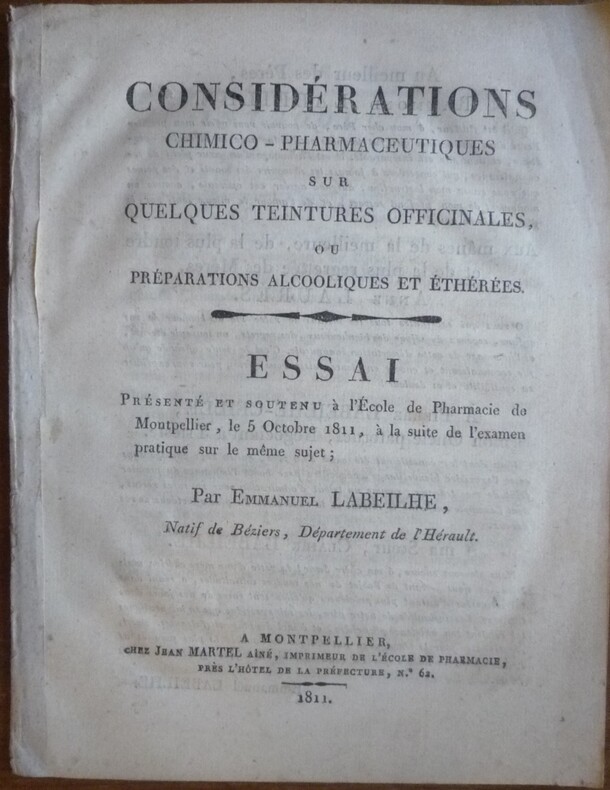 CONSIDÉRATIONS
CHIMICO - PHARMACEUTIQUES
SUR
QUELQUES TEINTURES OFFICINALES,
OU
PRÉPARATIONS ALCOOLIQUES ET ÉTHÉRÉES.
ESSAI
PRÉSENTÉ ET SOUTENU à l'École de Pharmacie de
Montpellier, le 5 Octobre 1811, à la suite de l'examen
pratique sur le même sujet;
Par EMMANUEL LABEILHE,
Natif de Béziers, Département de l'Hérault.
A MONTPELLIER,
CHEZ JEAN MARTEL AÎNÉ, IMPRIMEUR DE L'ÉCOLE DE PHARMACIE,
PRÈS L'HÔTEL DE LA PRÉFECTURE, N.º 62.
1811.